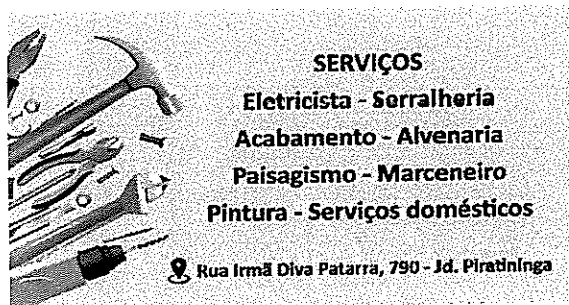 SERVIÇOS
Eletricista - Serralheria
Acabamento - Alvenaria
Paisagismo - Marceneiro
Pintura - Serviços domésticos
Rua Irmã Diva Patarra, 790 - Jd. Piratininga